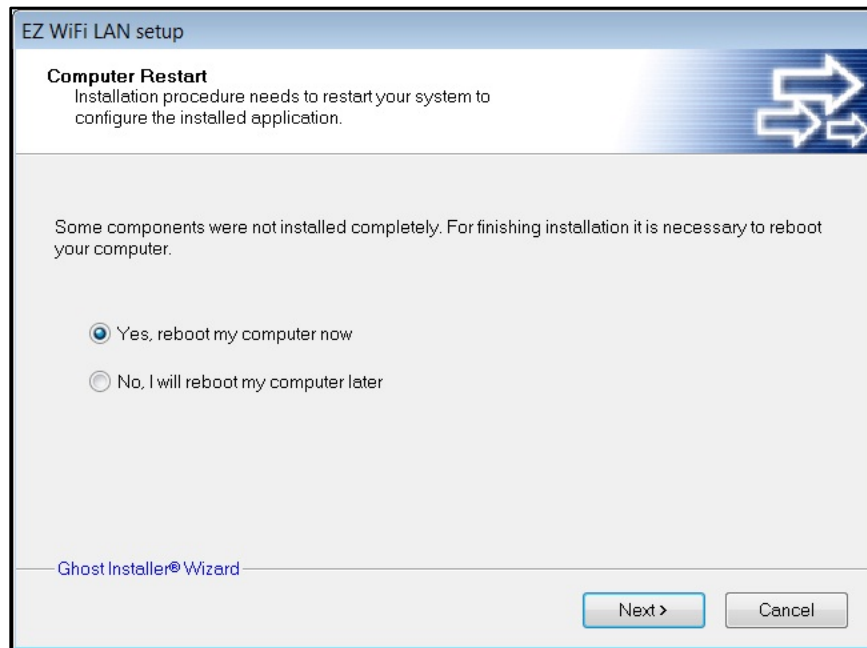 EZ WiFi LAN setup
Computer Restart
Installation procedure needs to restart your system to
configure the installed application.
Some components were not installed completely. For finishing installation it is necessary to reboot
your computer.
Yes, reboot my computer now
No, I will reboot my computer later
Ghost Installer® Wizard
Next >
Cancel